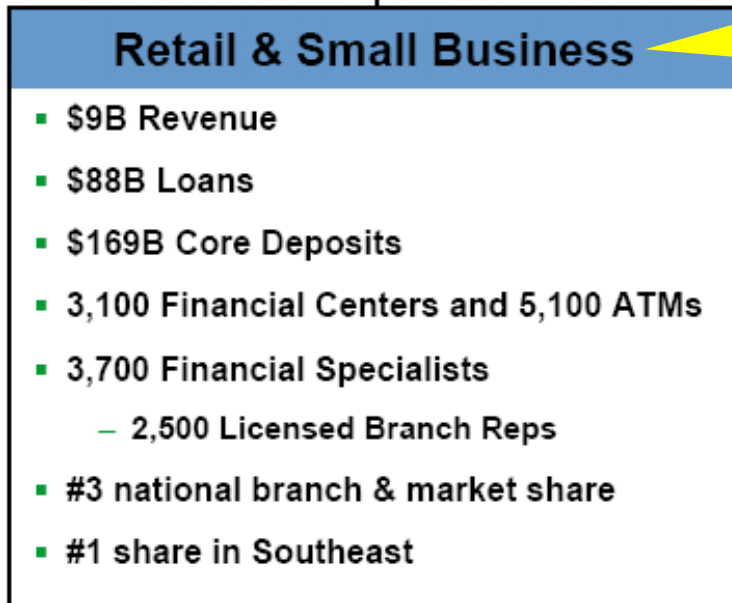 Retail & Small Business
▪ $9B Revenue
▪ $88B Loans
▪ $169B Core Deposits
▪ 3,100 Financial Centers and 5,100 ATMs
▪ 3,700 Financial Specialists
– 2,500 Licensed Branch Reps
▪ #3 national branch & market share
▪ #1 share in Southeast